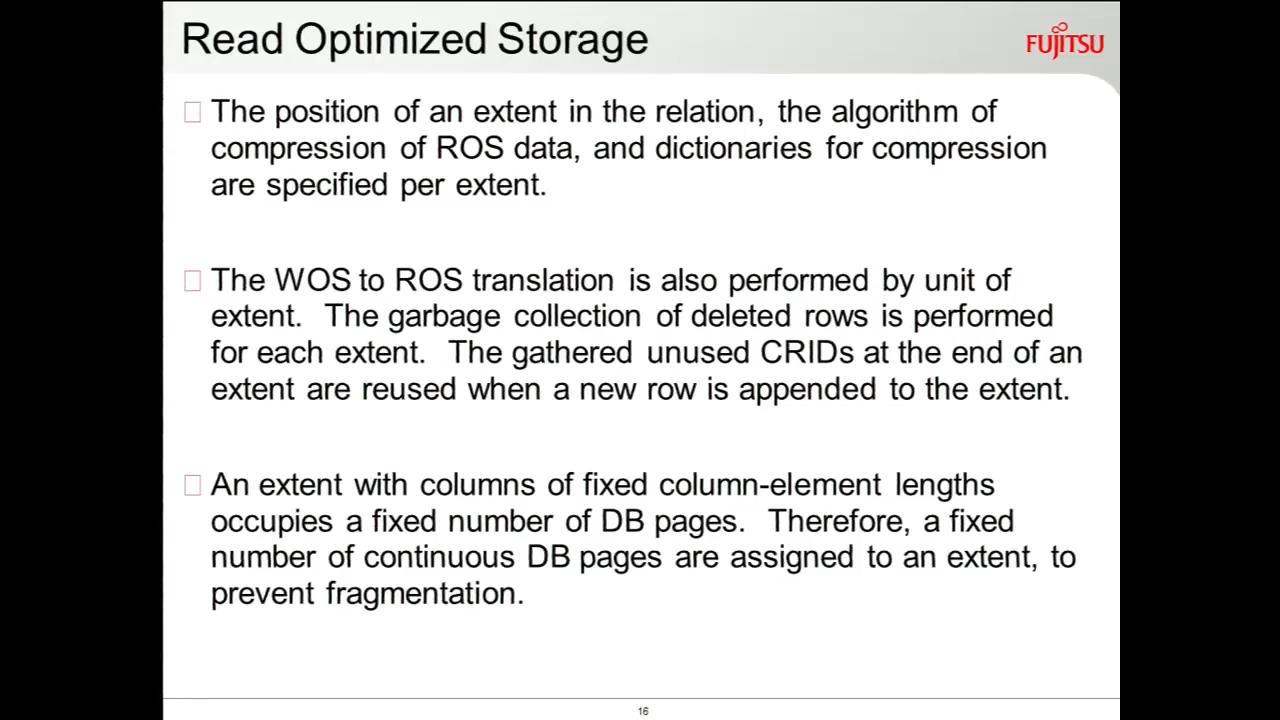 Read Optimized Storage
FUJITSU
The position of an extent in the relation, the algorithm of
compression of ROS data, and dictionaries for compression
are specified per extent.
The WOS to ROS translation is also performed by unit of
extent. The garbage collection of deleted rows is performed
for each extent. The gathered unused CRIDs at the end of an
extent are reused when a new row is appended to the extent.
An extent with columns of fixed column-element lengths
occupies a fixed number of DB pages. Therefore, a fixed
number of continuous DB pages are assigned to an extent, to
prevent fragmentation.
16